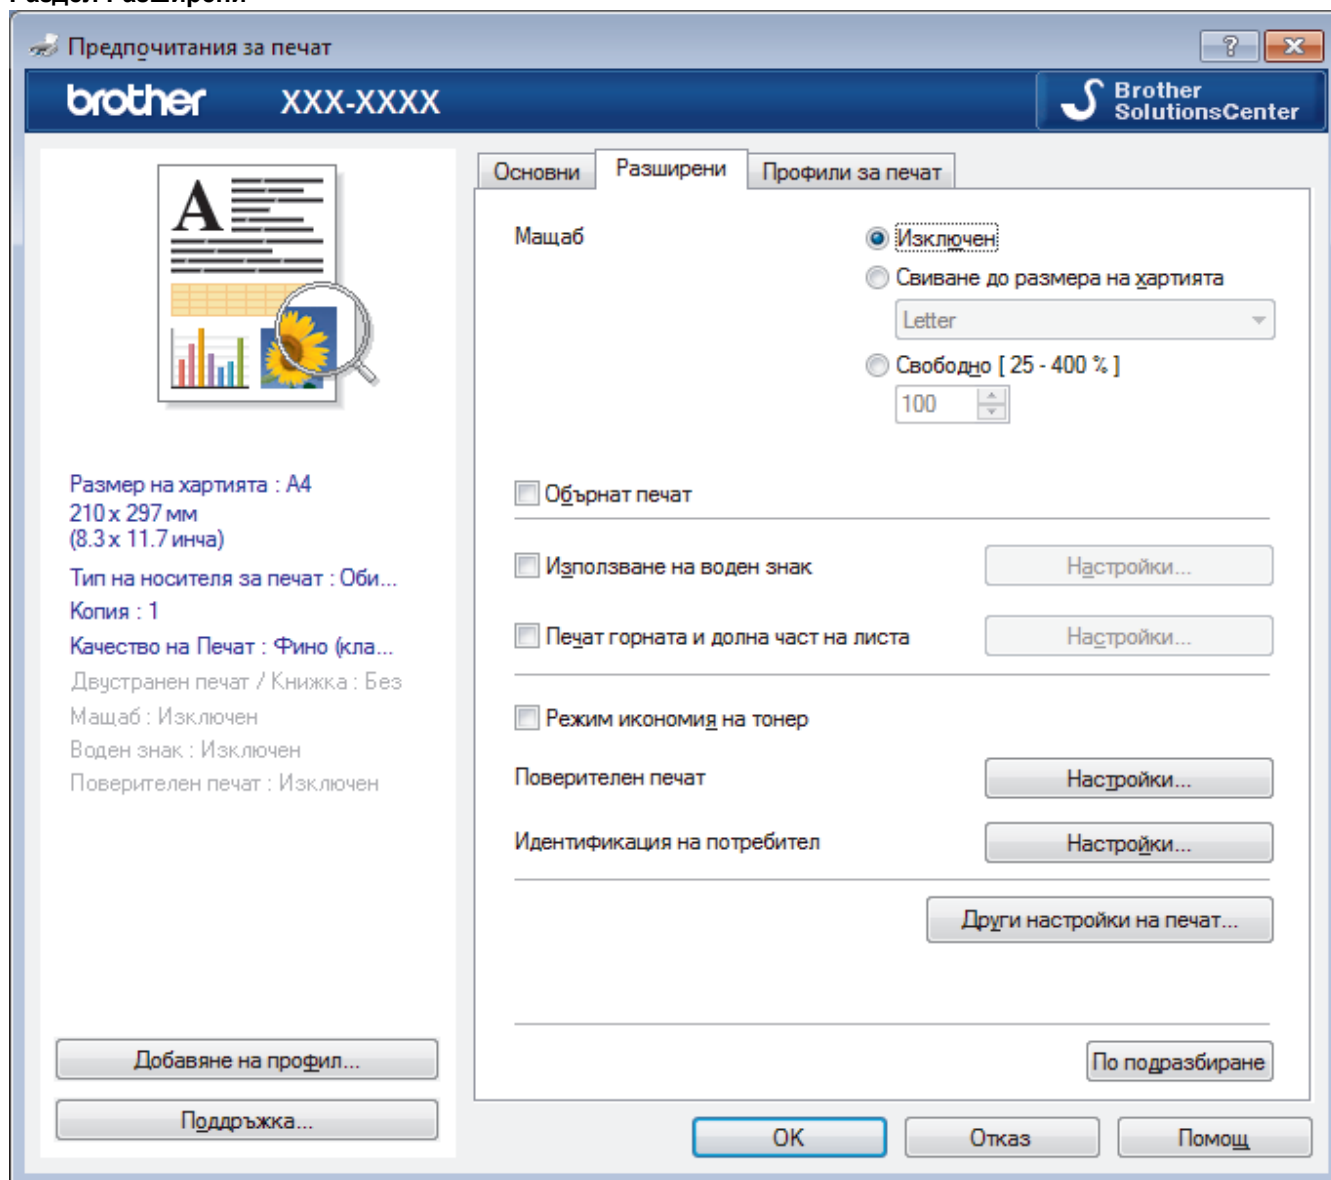 Раздел Разширени
Предпочитания за печат
brother XXX-XXXX
Brother
SolutionsCenter
A
Размер на хартията : A4
210 x 297 мм
(8.3 x 11.7 инча)
Тип на носителя за печат : Оби...
Копия : 1
Качество на Печат : Фино (кла...
Двустранен печат / Книжка : Без
Мащаб : Изключен
Воден знак : Изключен
Поверителен печат : Изключен
Добавяне на профил...
Поддръжка...
Основни Разширени Профили за печат
Мащаб Изключен
Свиване до размера на хартията
Letter
Свободно [ 25 - 400 % ]
100
Обърнат печат
Използване на воден знак Настройки...
Печат горната и долна част на листа Настройки...
Режим икономия на тонер
Поверителен печат Настройки...
Идентификация на потребител Настройки...
Други настройки на печат...
По подразбиране
OK Отказ Помощ